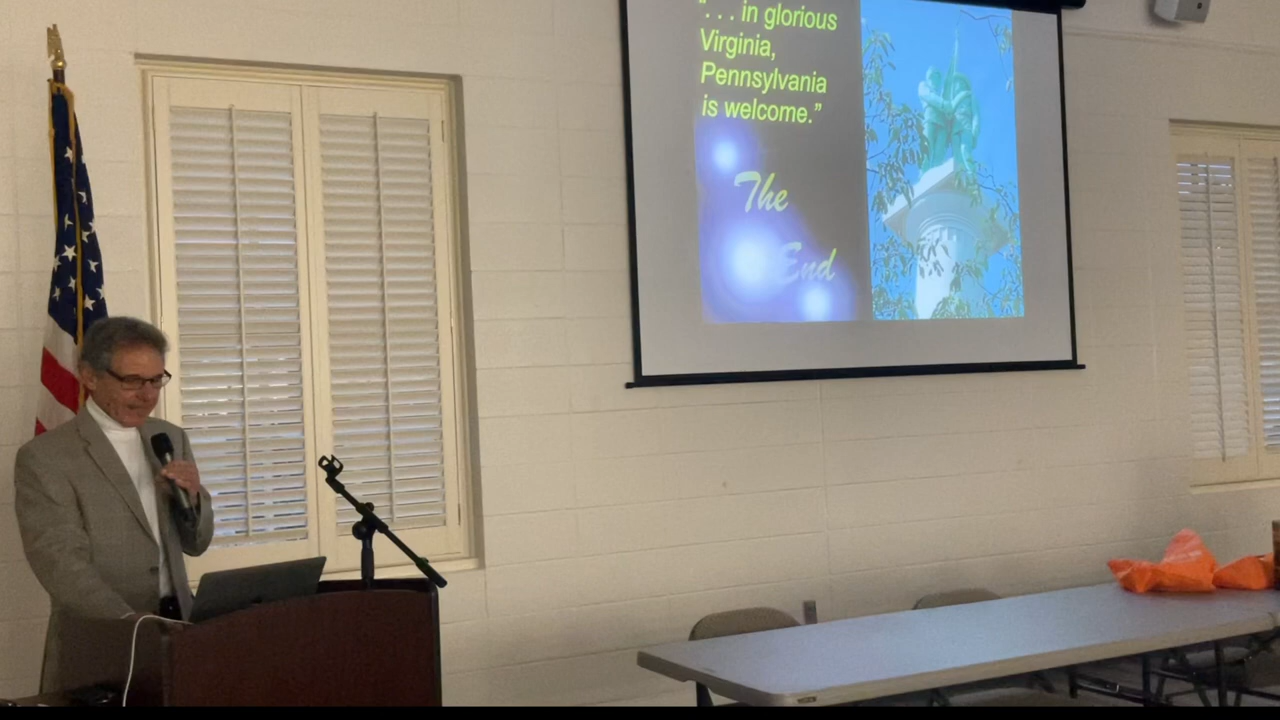 “. . . in glorious
Virginia,
Pennsylvania
is welcome.”
The
End